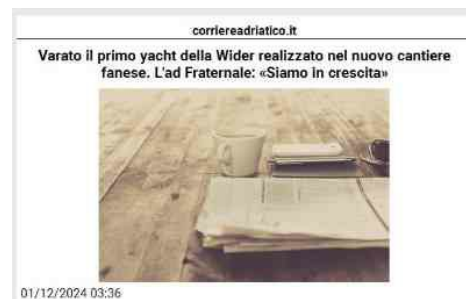 corriereadriatico.it
Varato il primo yacht della Wider realizzato nel nuovo cantiere
fanese. L'ad Fraternale: «Siamo in crescita»
01/12/2024 03:36